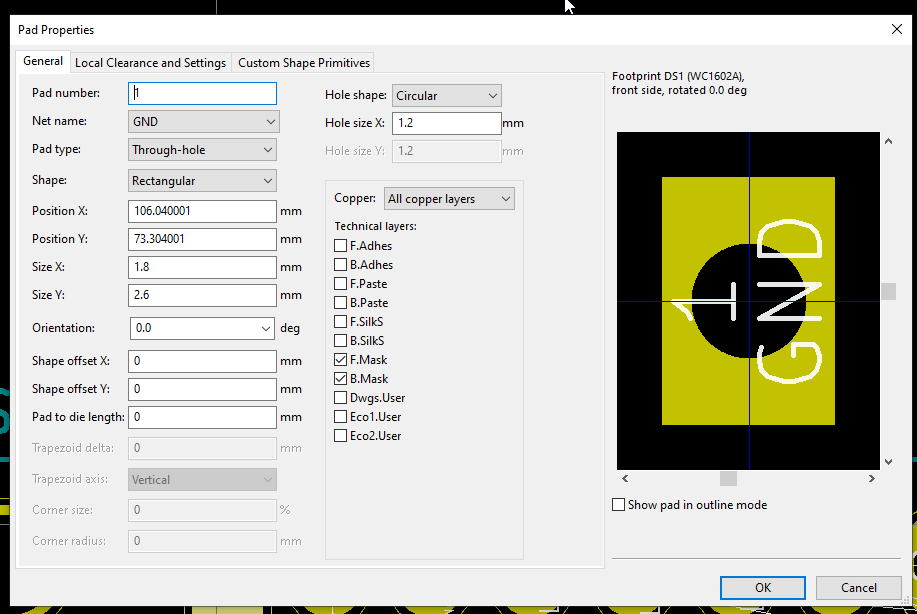 Pad Properties
General
Local Clearance and Settings
Custom Shape Primitives
Pad number: 1
Net name: GND
Pad type: Through-hole
Shape: Rectangular
Position X: 106.040001 mm
Position Y: 73.304001 mm
Size X: 1.8 mm
Size Y: 2.6 mm
Orientation: 0.0 deg
Shape offset X: 0 mm
Shape offset Y: 0 mm
Pad to die length: 0 mm
Trapezoid delta: 0 mm
Trapezoid axis: Vertical
Corner size: 0 %
Corner radius: 0 mm
Hole shape: Circular
Hole size X: 1.2 mm
Hole size Y: 1.2 mm
Copper: All copper layers
Technical layers:
F.Adhes
B.Adhes
F.Paste
B.Paste
F.SilkS
B.SilkS
F.Mask
B.Mask
Dwgs.User
Eco1.User
Eco2.User
Footprint DS1 (WC1602A),
front side, rotated 0.0 deg
1
GND
Show pad in outline mode
OK
Cancel